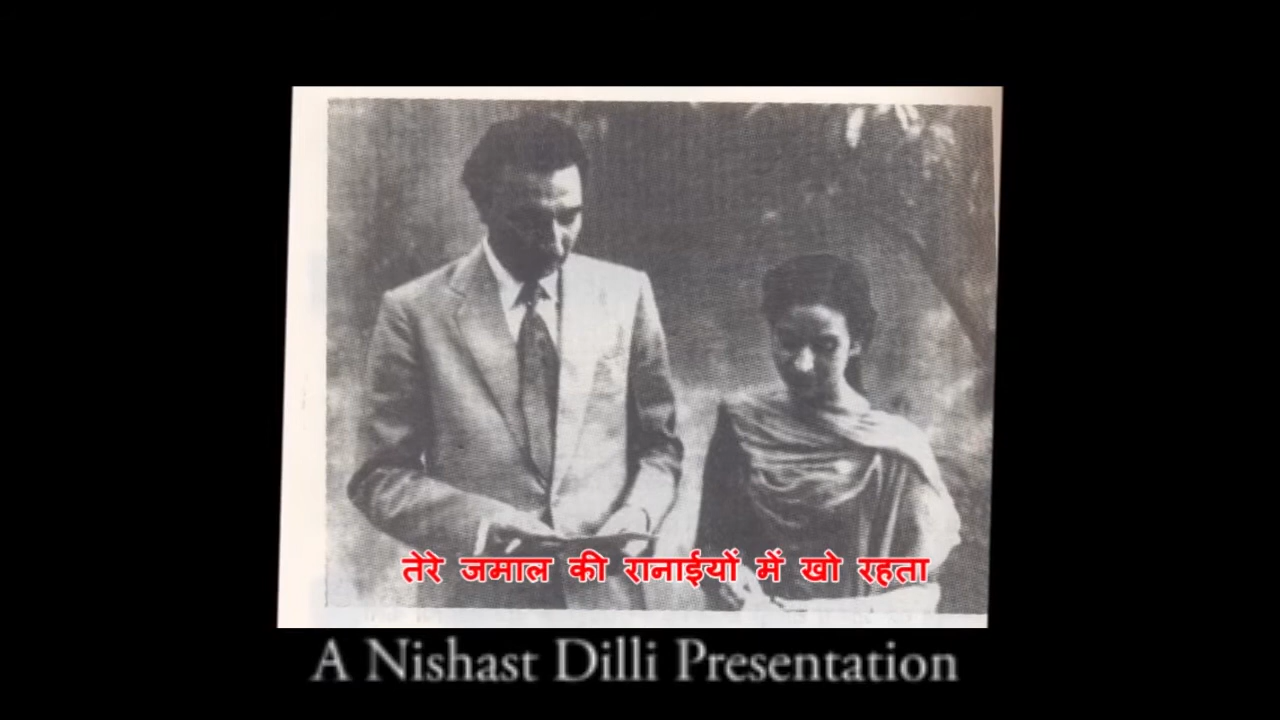 तेरे जमाल की रानाईयों में खो रहता
A Nishast Dilli Presentation